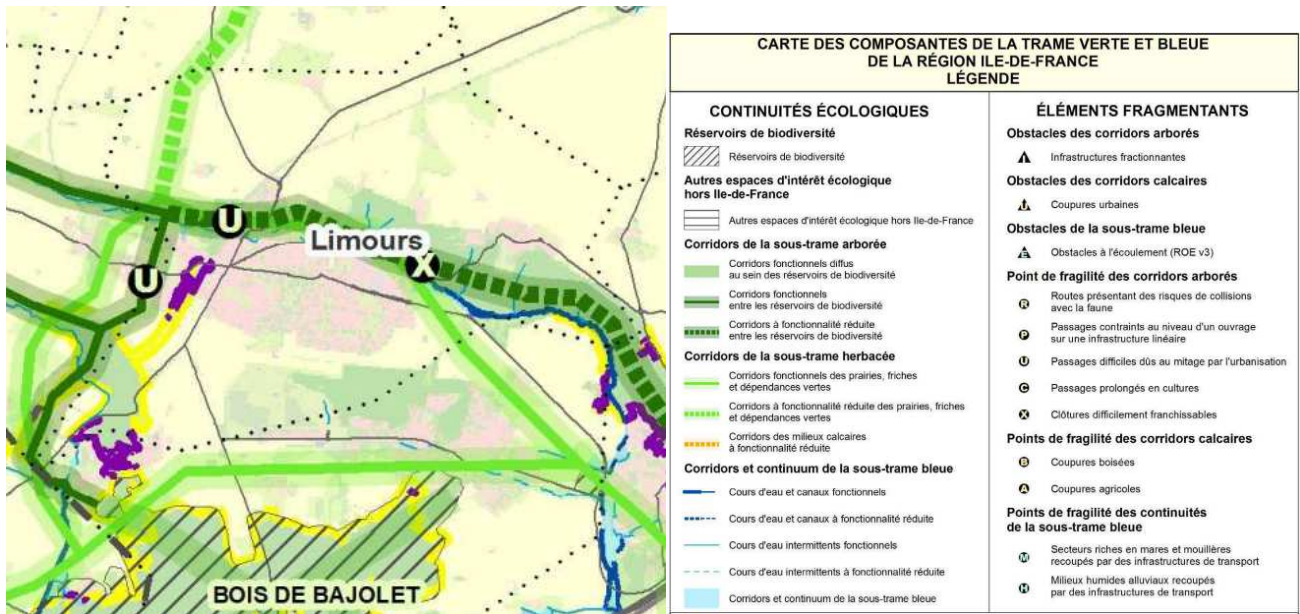 U
Limours
X
U
BOIS DE BAJOLET
CARTE DES COMPOSANTES DE LA TRAME VERTE ET BLEUE
DE LA RÉGION ILE-DE-FRANCE
LÉGENDE
CONTINUITÉS ÉCOLOGIQUES
Réservoirs de biodiversité
Réservoirs de biodiversité
Autres espaces d'intérêt écologique
hors Ile-de-France
Autres espaces d'intérêt écologique hors Ile-de-France
Corridors de la sous-trame arborée
Corridors fonctionnels diffus
au sein des réservoirs de biodiversité
Corridors fonctionnels
entre les réservoirs de biodiversité
Corridors à fonctionnalité réduite
entre les réservoirs de biodiversité
Corridors de la sous-trame herbacée
Corridors fonctionnels des prairies, friches
et dépendances vertes
Corridors à fonctionnalité réduite des prairies, friches
et dépendances vertes
Corridors des milieux calcaires
à fonctionnalité réduite
Corridors et continuum de la sous-trame bleue
Cours d'eau et canaux fonctionnels
Cours d'eau et canaux à fonctionnalité réduite
Cours d'eau intermittents fonctionnels
Cours d'eau intermittents à fonctionnalité réduite
Corridors et continuum de la sous-trame bleue
ÉLÉMENTS FRAGMENTANTS
Obstacles des corridors arborés
Infrastructures fractionnantes
Obstacles des corridors calcaires
Coupures urbaines
Obstacles de la sous-trame bleue
Obstacles à l'écoulement (ROE v3)
Point de fragilité des corridors arborés
R Routes présentant des risques de collisions
avec la faune
P Passages contraints au niveau d'un ouvrage
sur une infrastructure linéaire
U Passages difficiles dûs au mitage par l'urbanisation
C Passages prolongés en cultures
X Clôtures difficilement franchissables
Points de fragilité des corridors calcaires
B Coupures boisées
A Coupures agricoles
Points de fragilité des continuités
de la sous-trame bleue
M Secteurs riches en mares et mouillères
recoupés par des infrastructures de transport
H Milieux humides alluviaux recoupés
par des infrastructures de transport